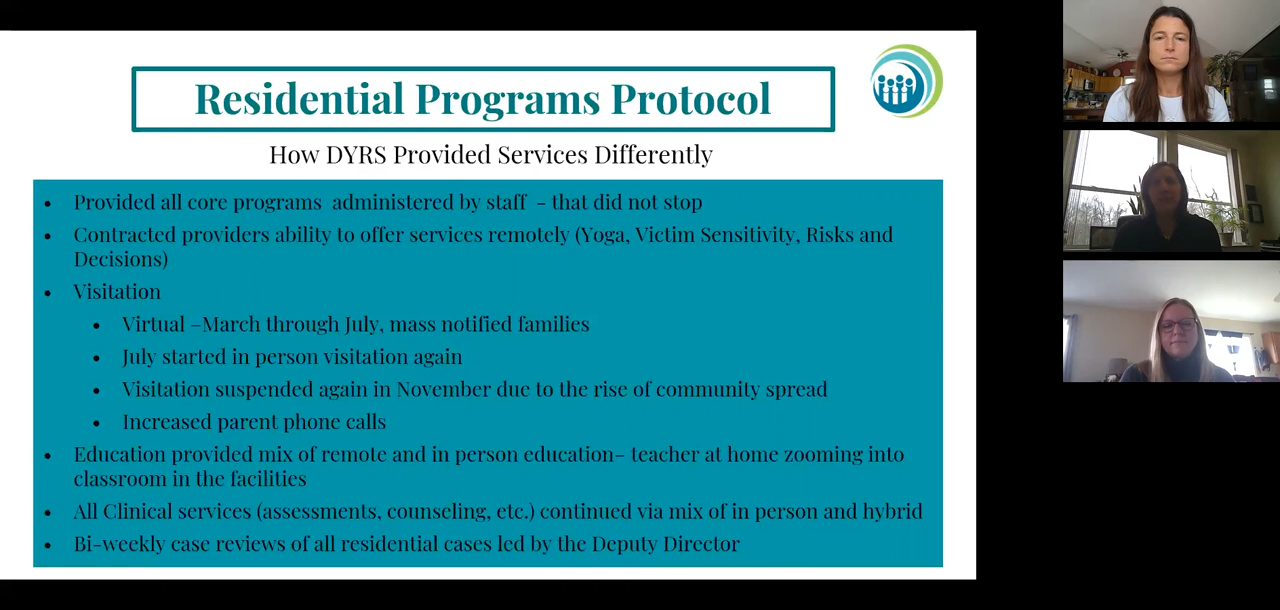 Residential Programs Protocol
How DYRS Provided Services Differently
• Provided all core programs administered by staff - that did not stop
• Contracted providers ability to offer services remotely (Yoga, Victim Sensitivity, Risks and
Decisions)
• Visitation
• Virtual –March through July, mass notified families
• July started in person visitation again
• Visitation suspended again in November due to the rise of community spread
• Increased parent phone calls
• Education provided mix of remote and in person education– teacher at home zooming into
classroom in the facilities
• All Clinical services (assessments, counseling, etc.) continued via mix of in person and hybrid
• Bi-weekly case reviews of all residential cases led by the Deputy Director